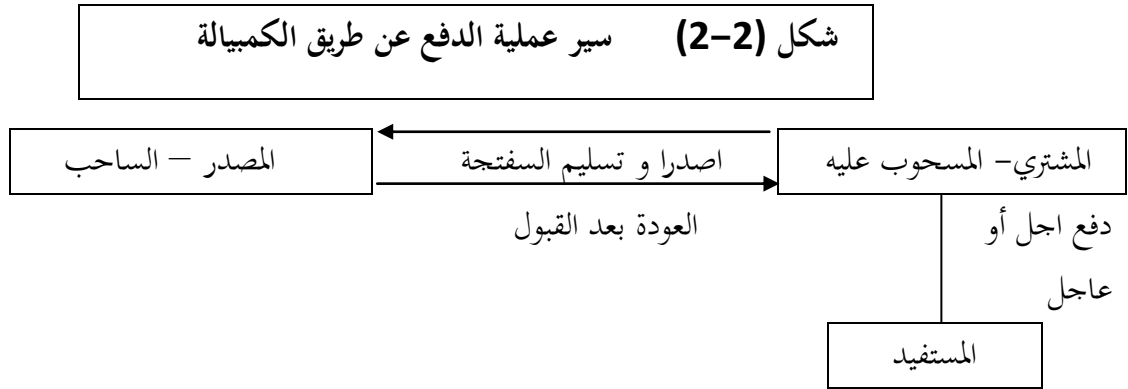 شكل (2-2) سير عملية الدفع عن طريق الكمبيالة
المشتري- المسحوب عليه
اصدرا و تسليم السفتجة
المصدر – الساحب
العودة بعد القبول
دفع اجل أو
عاجل
المستفيد